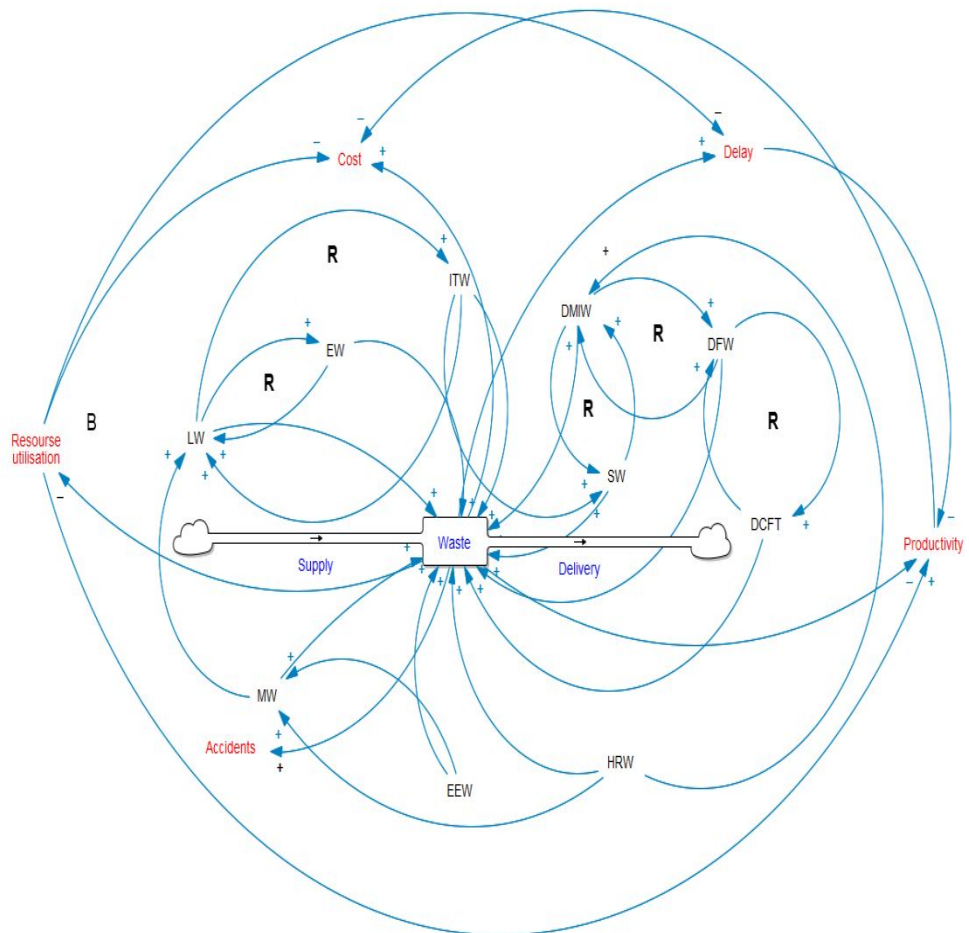 Cost
Delay
R
ITW
DMIW
R
DFW
EW
R
B
Resourse
utilisation
LW
R
R
SW
DCFT
Waste
Productivity
Supply
Delivery
MW
Accidents
EEW
HRW